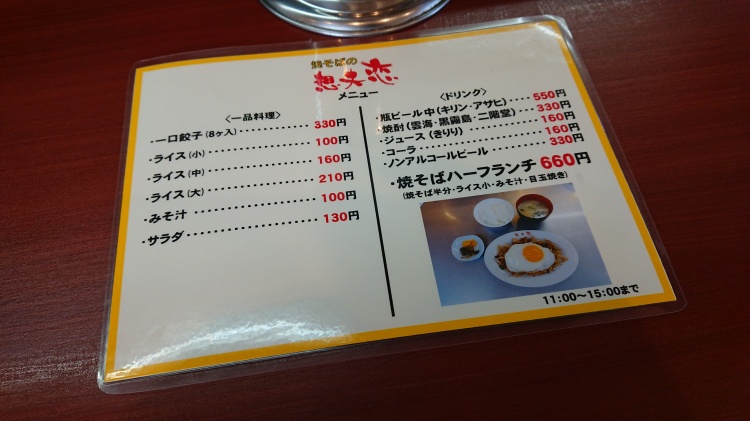 焼そばの
想夫恋
メニュー
〈一品料理〉
・一口餃子(8ヶ入)‥‥‥‥‥‥330円
・ライス(小)‥‥‥‥‥‥100円
・ライス(中)‥‥‥‥‥‥160円
・ライス(大)‥‥‥‥‥‥210円
・みそ汁‥‥‥‥‥‥100円
・サラダ‥‥‥‥‥‥130円
〈ドリンク〉
・瓶ビール中(キリン・アサヒ)‥‥550円
・焼酎(雲海・黒霧島・二階堂)‥‥330円
・ジュース(きりり)‥‥‥‥160円
・コーラ‥‥‥‥‥‥160円
・ノンアルコールビール‥‥‥‥330円
・焼そばハーフランチ 660円
(焼そば半分・ライス小・みそ汁・目玉焼き)
11:00～15:00まで